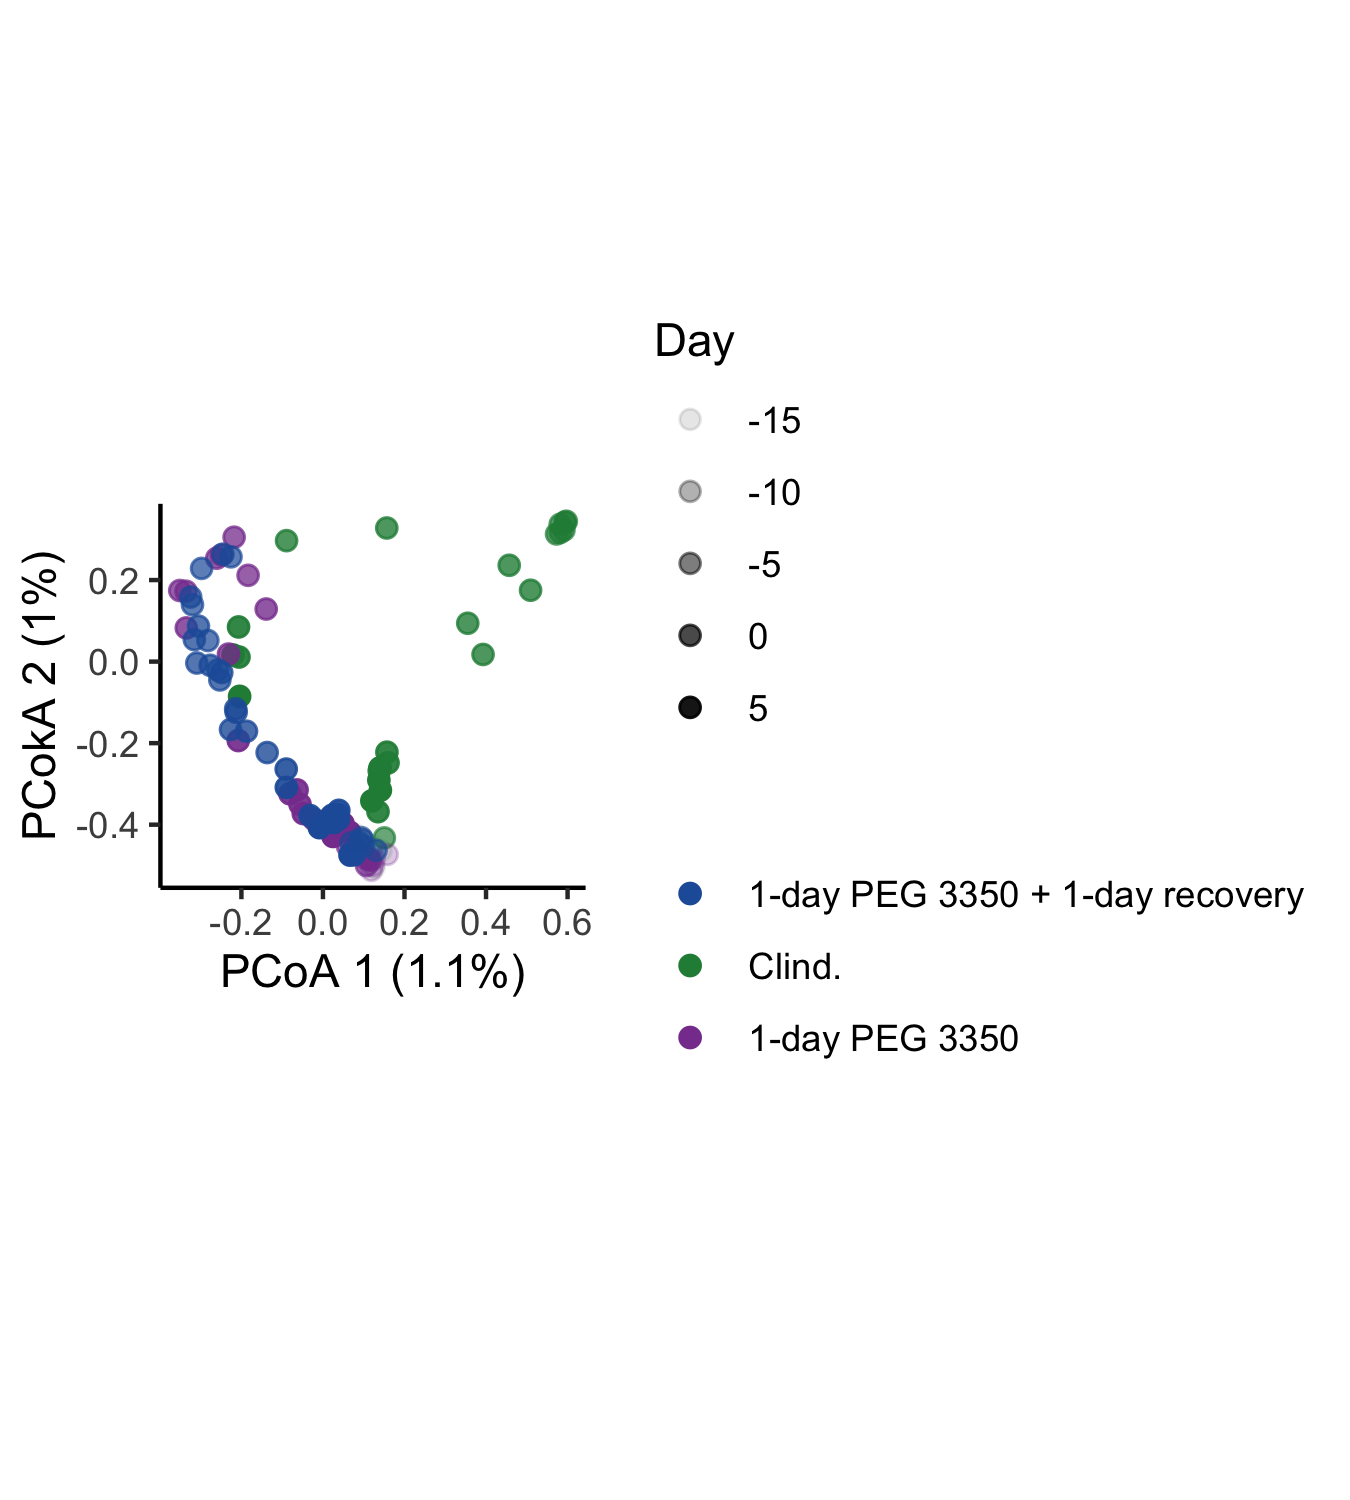 PCokA 2 (1%)
0.2
0.0
-0.2
-0.4
-0.2 0.0 0.2 0.4 0.6
PCoA 1 (1.1%)
Day
-15
-10
-5
0
5
1-day PEG 3350 + 1-day recovery
Clind.
1-day PEG 3350